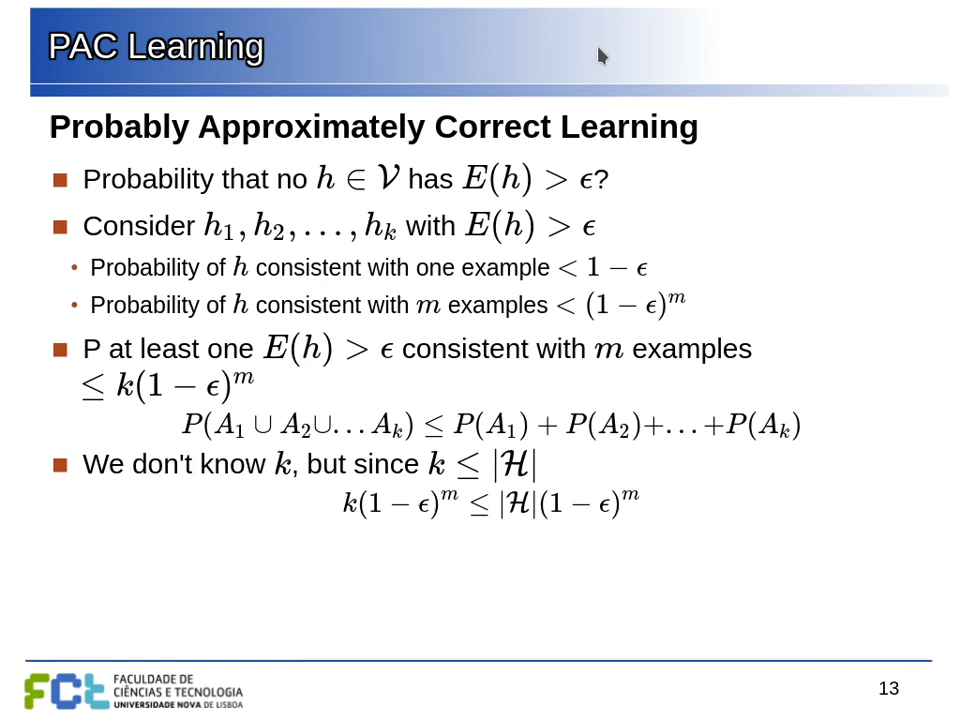 PAC Learning
Probably Approximately Correct Learning
Probability that no h ∈ 𝒱 has E(h) > ϵ?
Consider h₁, h₂, . . . , hₖ with E(h) > ϵ
Probability of h consistent with one example < 1 − ϵ
Probability of h consistent with m examples < (1 − ϵ)ᵐ
P at least one E(h) > ϵ consistent with m examples
≤ k(1 − ϵ)ᵐ
P(A₁ ∪ A₂∪. . . Aₖ) ≤ P(A₁) + P(A₂)+. . . +P(Aₖ)
We don't know k, but since k ≤ |ℋ|
k(1 − ϵ)ᵐ ≤ |ℋ|(1 − ϵ)ᵐ
FCt
FACULDADE DE
CIÊNCIAS E TECNOLOGIA
UNIVERSIDADE NOVA DE LISBOA
13